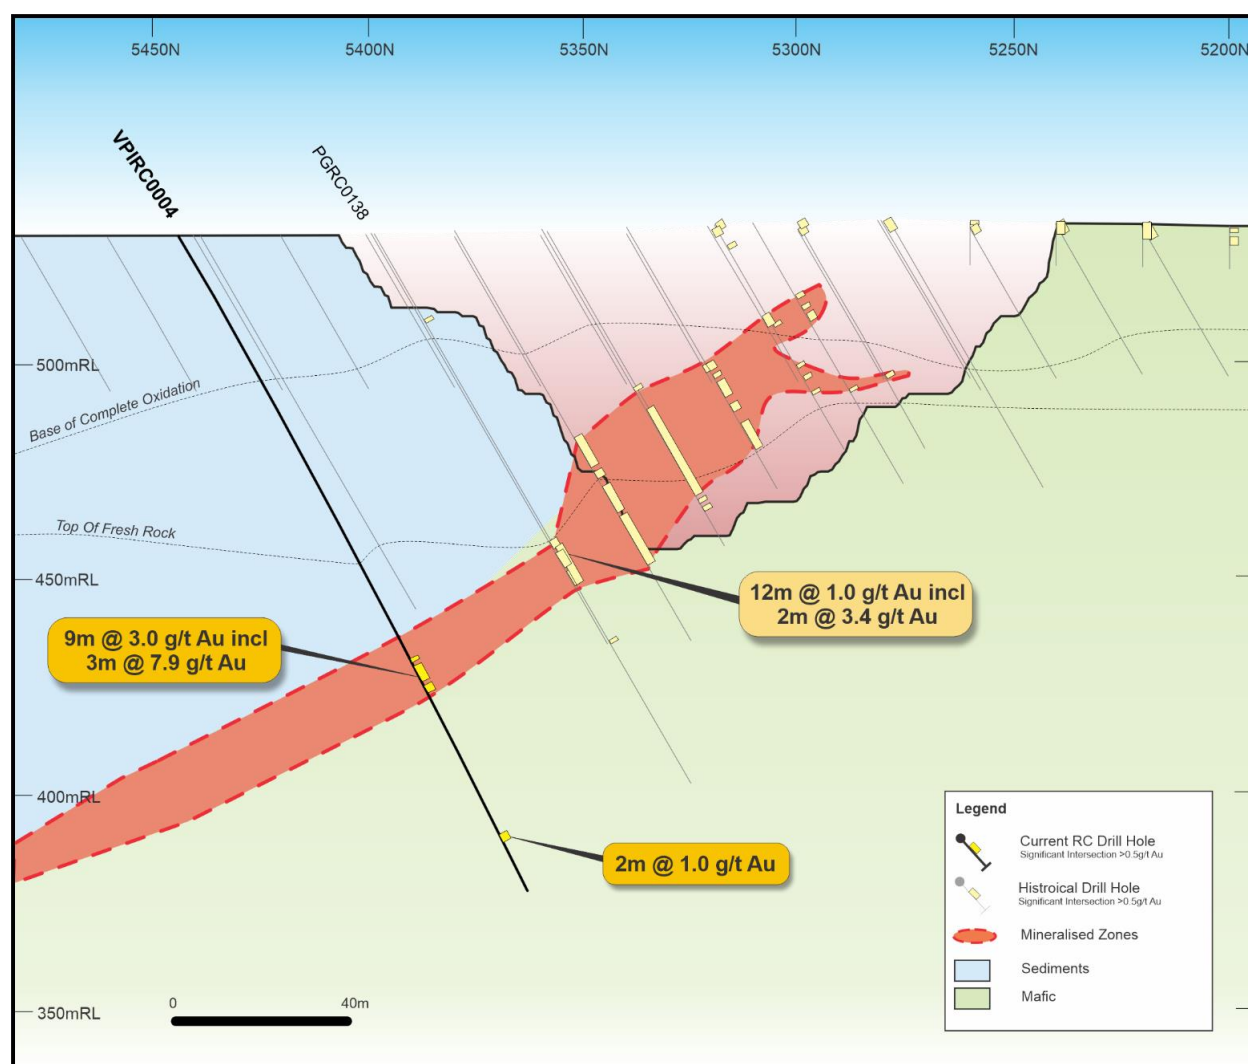 5450N
5400N
5350N
5300N
5250N
5200N
VPIRC0004
PGRC0138
500mRL
Base of Complete Oxidation
Top Of Fresh Rock
450mRL
12m @ 1.0 g/t Au incl
2m @ 3.4 g/t Au
9m @ 3.0 g/t Au incl
3m @ 7.9 g/t Au
400mRL
2m @ 1.0 g/t Au
Legend
Current RC Drill Hole
Significant Intersection >0.5g/t Au
Histroical Drill Hole
Significant Intersection >0.5g/t Au
Mineralised Zones
Sediments
Mafic
0
40m
350mRL